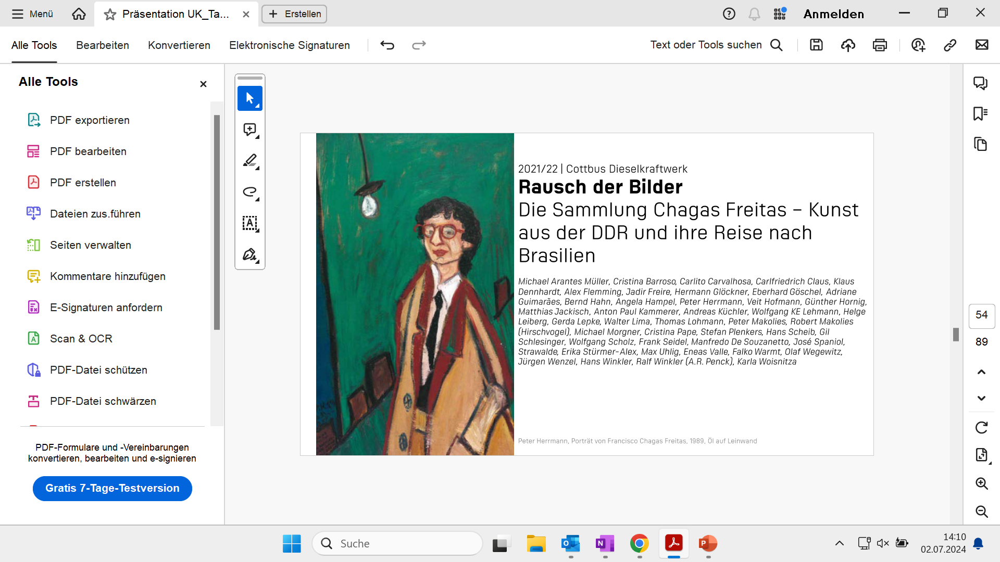 Menü
Präsentation UK_Ta...
Erstellen
Anmelden
Alle Tools
Bearbeiten
Konvertieren
Elektronische Signaturen
Text oder Tools suchen
Alle Tools
PDF exportieren
PDF bearbeiten
PDF erstellen
Dateien zus.führen
Seiten verwalten
Kommentare hinzufügen
E-Signaturen anfordern
Scan & OCR
PDF-Datei schützen
PDF-Datei schwärzen
PDF-Formulare und -Vereinbarungen
konvertieren, bearbeiten und e-signieren
Gratis 7-Tage-Testversion
2021/22 | Cottbus Dieselkraftwerk
Rausch der Bilder
Die Sammlung Chagas Freitas – Kunst
aus der DDR und ihre Reise nach
Brasilien
Michael Arantes Müller, Cristina Barroso, Carlito Carvalhosa, Carlfriedrich Claus, Klaus
Dennhardt, Alex Flemming, Jadir Freire, Hermann Glöckner, Eberhard Göschel, Adriane
Guimarães, Bernd Hahn, Angela Hampel, Peter Herrmann, Veit Hofmann, Günther Hornig,
Matthias Jackisch, Anton Paul Kammerer, Andreas Küchler, Wolfgang KE Lehmann, Helge
Leiberg, Gerda Lepke, Walter Lima, Thomas Lohmann, Peter Makolies, Robert Makolies
(Hirschvogel), Michael Morgner, Cristina Pape, Stefan Plenkers, Hans Scheib, Gil
Schlesinger, Wolfgang Scholz, Frank Seidel, Manfredo De Souzanetto, José Spaniol,
Strawalde, Erika Stürmer-Alex, Max Uhlig, Eneas Valle, Falko Warmt, Olaf Wegewitz,
Jürgen Wenzel, Hans Winkler, Ralf Winkler (A.R. Penck), Karla Woisnitza
Peter Herrmann, Porträt von Francisco Chagas Freitas, 1989, Öl auf Leinwand
54
89
Suche
14:10
02.07.2024